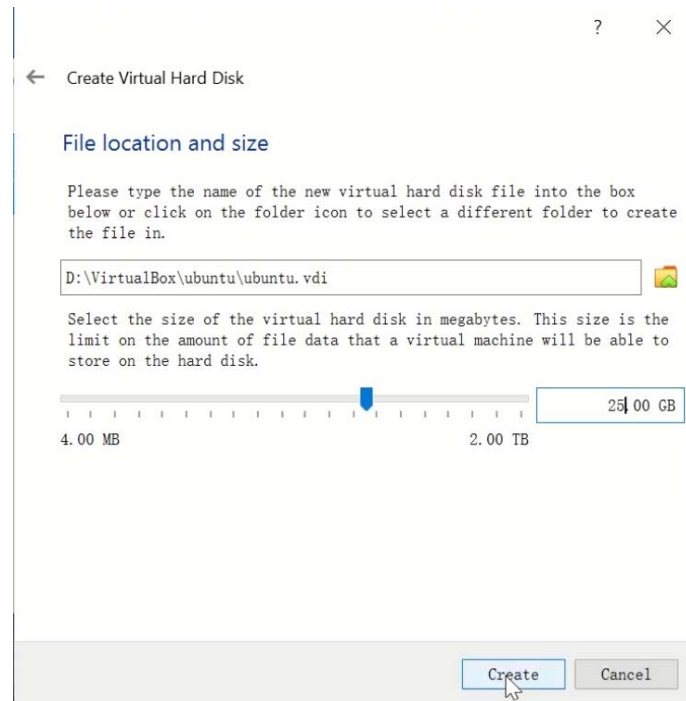 ?
Create Virtual Hard Disk
File location and size
Please type the name of the new virtual hard disk file into the box
below or click on the folder icon to select a different folder to create
the file in.
D:\VirtualBox\ubuntu\ubuntu.vdi
Select the size of the virtual hard disk in megabytes. This size is the
limit on the amount of file data that a virtual machine will be able to
store on the hard disk.
25.00 GB
4.00 MB
2.00 TB
Create
Cancel